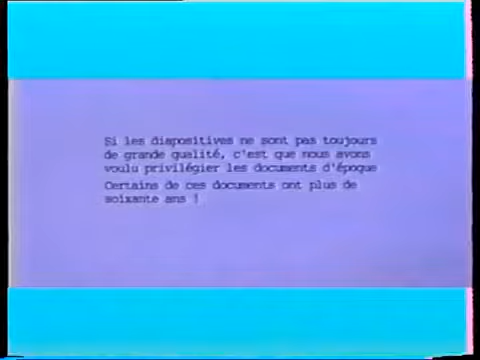 Si les diapositives ne sont pas toujours
de grande qualité, c'est que nous avons
voulu privilégier les documents d'époque
Certains de ces documents ont plus de
soixante ans !